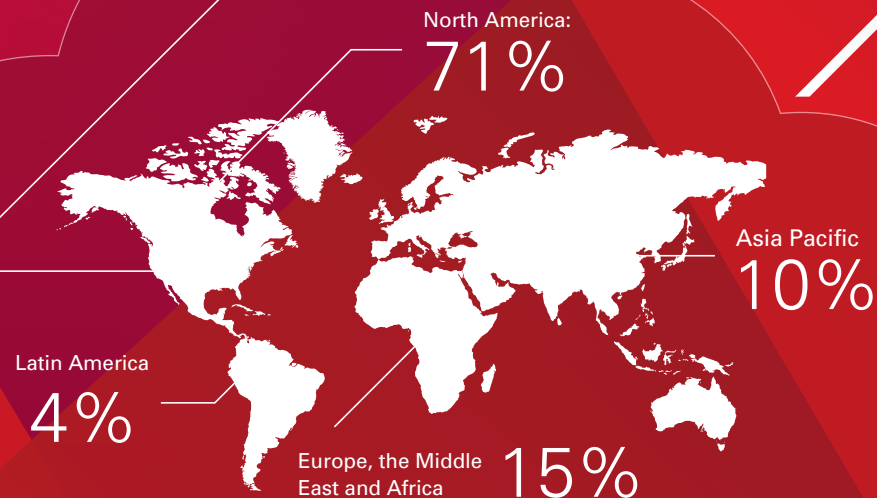 North America:
71%
Asia Pacific
10%
Latin America
4%
Europe, the Middle
East and Africa
15%